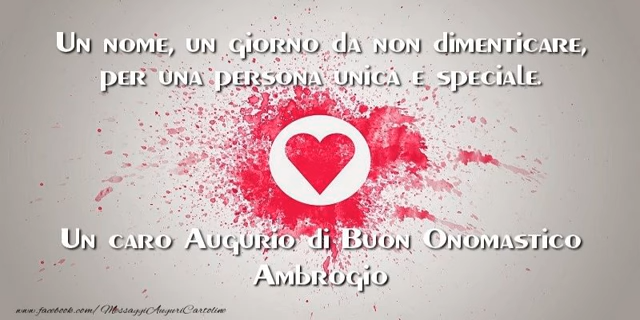 Un nome, un giorno da non dimenticare,
per una persona unica e speciale.
Un caro Augurio di Buon Onomastico
Ambrogio
www.facebook.com/MessaggiAuguriCartoline